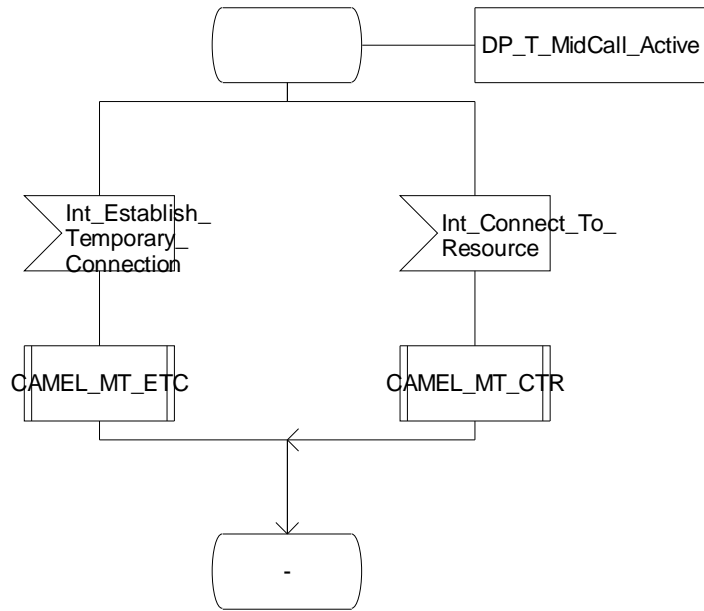 DP_T_MidCall_Active
Int_Establish_
Temporary_
Connection
Int_Connect_To_
Resource
CAMEL_MT_ETC
CAMEL_MT_CTR
-